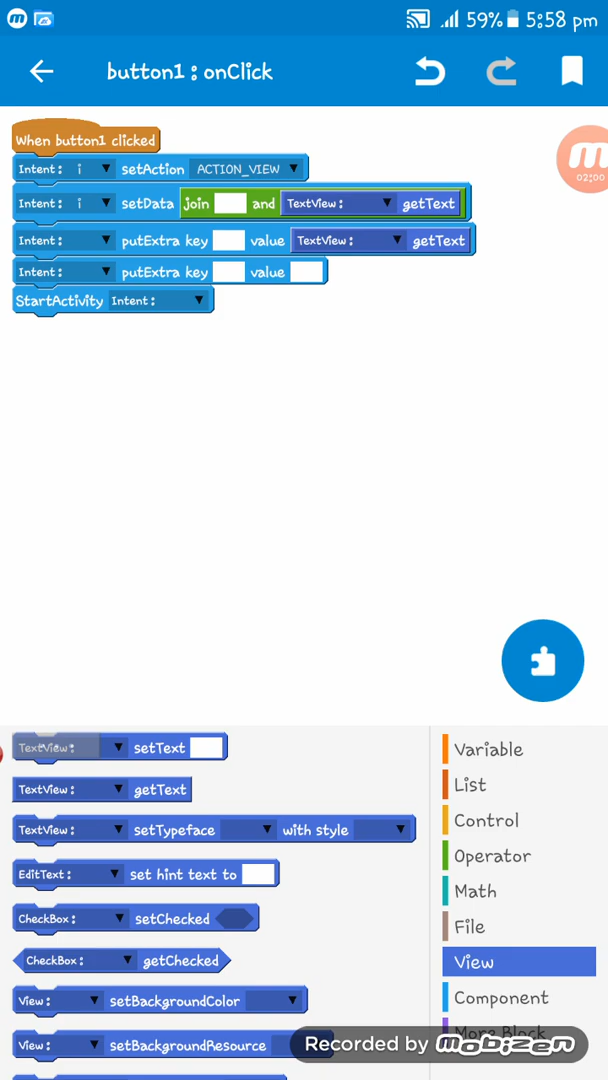 59% 5:58 pm
button1 : onClick
02:00
When button1 clicked
Intent: i setAction ACTION_VIEW
Intent: i setData join and TextView: getText
Intent: putExtra key value TextView: getText
Intent: putExtra key value
StartActivity Intent:
TextView: setText
TextView: getText
TextView: setTypeface with style
EditText: set hint text to
CheckBox: setChecked
CheckBox: getChecked
View: setBackgroundColor
View: setBackgroundResource
Variable
List
Control
Operator
Math
File
View
Component
More Block
Recorded by mobizen